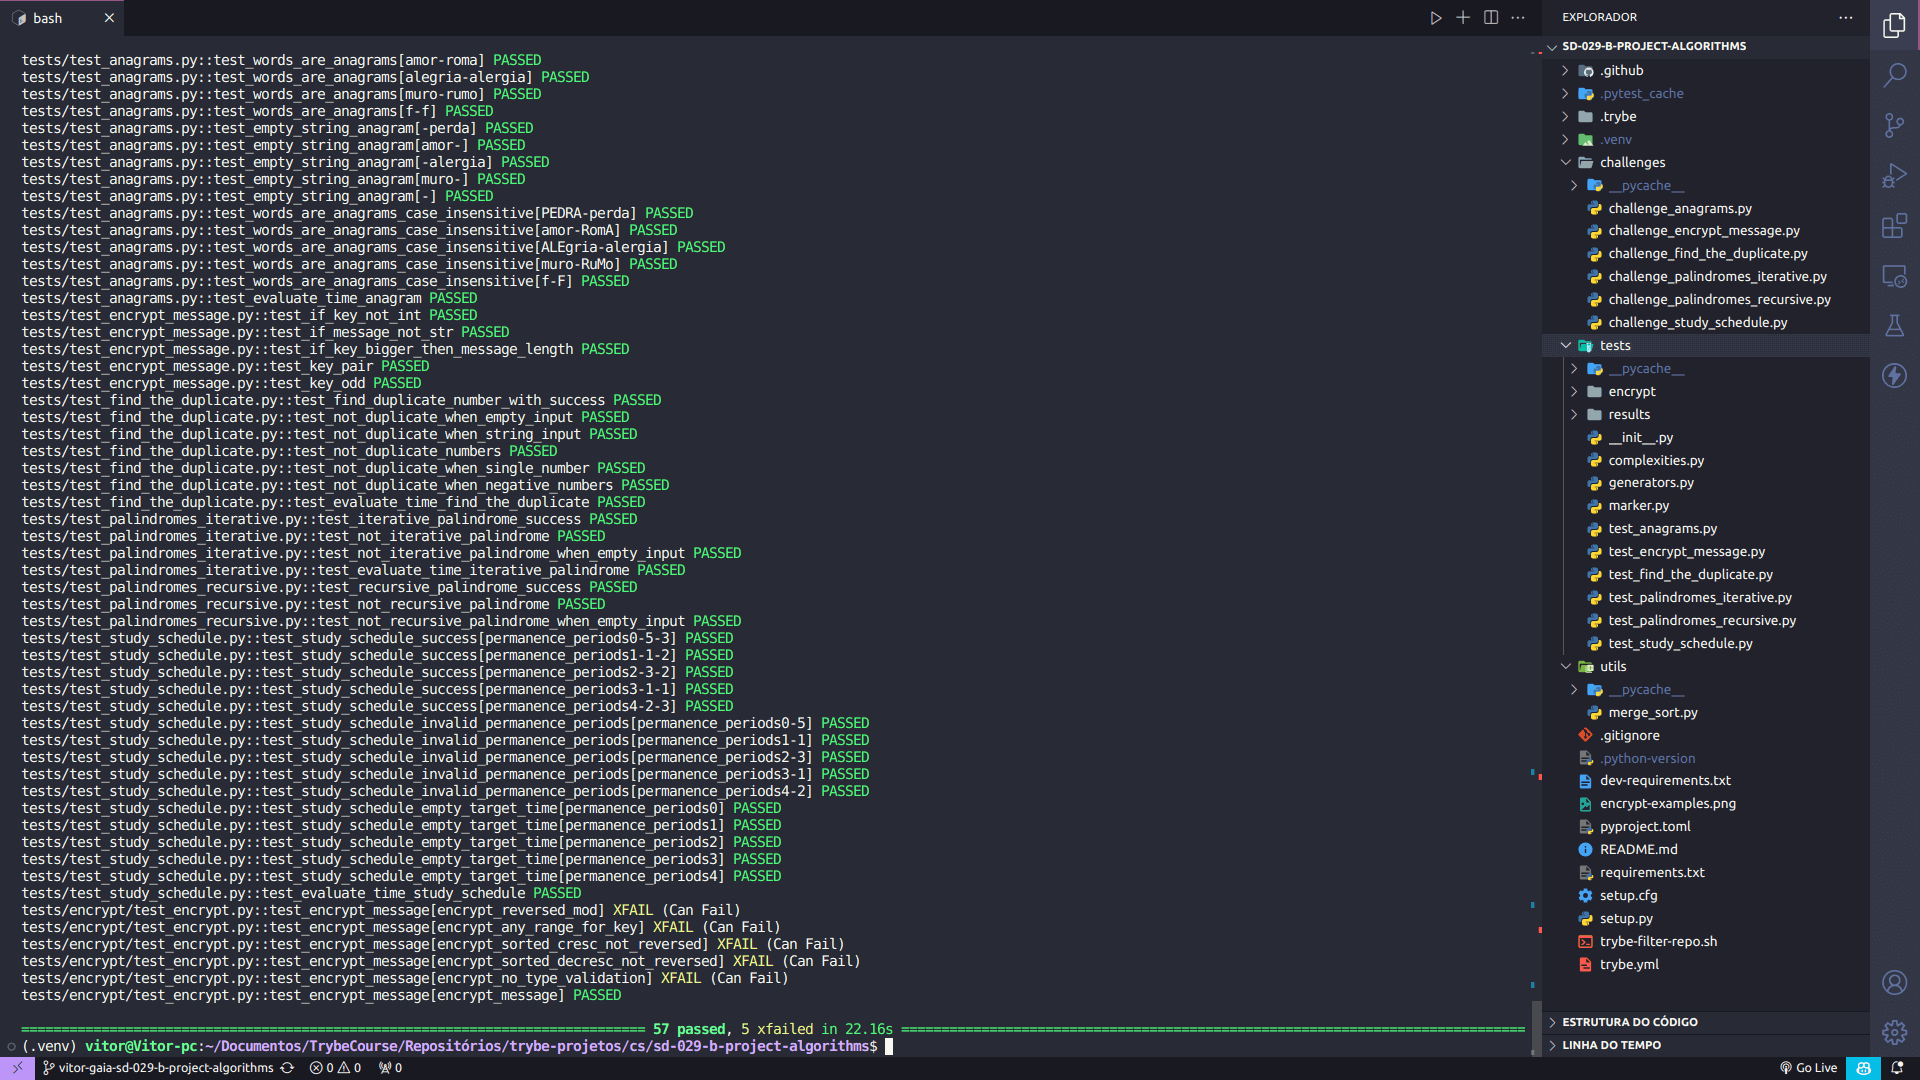 bash
tests/test_anagrams.py::test_words_are_anagrams[amor-roma] PASSED
tests/test_anagrams.py::test_words_are_anagrams[alegria-alergia] PASSED
tests/test_anagrams.py::test_words_are_anagrams[muro-rumo] PASSED
tests/test_anagrams.py::test_words_are_anagrams[f-f] PASSED
tests/test_anagrams.py::test_empty_string_anagram[-perda] PASSED
tests/test_anagrams.py::test_empty_string_anagram[amor-] PASSED
tests/test_anagrams.py::test_empty_string_anagram[-alergia] PASSED
tests/test_anagrams.py::test_empty_string_anagram[muro-] PASSED
tests/test_anagrams.py::test_empty_string_anagram[-] PASSED
tests/test_anagrams.py::test_words_are_anagrams_case_insensitive[PEDRA-perda] PASSED
tests/test_anagrams.py::test_words_are_anagrams_case_insensitive[amor-RomA] PASSED
tests/test_anagrams.py::test_words_are_anagrams_case_insensitive[ALEgria-alergia] PASSED
tests/test_anagrams.py::test_words_are_anagrams_case_insensitive[muro-RuMo] PASSED
tests/test_anagrams.py::test_words_are_anagrams_case_insensitive[f-F] PASSED
tests/test_anagrams.py::test_evaluate_time_anagram PASSED
tests/test_encrypt_message.py::test_if_key_not_int PASSED
tests/test_encrypt_message.py::test_if_message_not_str PASSED
tests/test_encrypt_message.py::test_if_key_bigger_then_message_length PASSED
tests/test_encrypt_message.py::test_key_pair PASSED
tests/test_encrypt_message.py::test_key_odd PASSED
tests/test_find_the_duplicate.py::test_find_duplicate_number_with_success PASSED
tests/test_find_the_duplicate.py::test_not_duplicate_when_empty_input PASSED
tests/test_find_the_duplicate.py::test_not_duplicate_when_string_input PASSED
tests/test_find_the_duplicate.py::test_not_duplicate_numbers PASSED
tests/test_find_the_duplicate.py::test_not_duplicate_when_single_number PASSED
tests/test_find_the_duplicate.py::test_not_duplicate_when_negative_numbers PASSED
tests/test_find_the_duplicate.py::test_evaluate_time_find_the_duplicate PASSED
tests/test_palindromes_iterative.py::test_iterative_palindrome_success PASSED
tests/test_palindromes_iterative.py::test_not_iterative_palindrome PASSED
tests/test_palindromes_iterative.py::test_not_iterative_palindrome_when_empty_input PASSED
tests/test_palindromes_iterative.py::test_evaluate_time_iterative_palindrome PASSED
tests/test_palindromes_recursive.py::test_recursive_palindrome_success PASSED
tests/test_palindromes_recursive.py::test_not_recursive_palindrome PASSED
tests/test_palindromes_recursive.py::test_not_recursive_palindrome_when_empty_input PASSED
tests/test_study_schedule.py::test_study_schedule_success[permanence_periods0-5-3] PASSED
tests/test_study_schedule.py::test_study_schedule_success[permanence_periods1-1-2] PASSED
tests/test_study_schedule.py::test_study_schedule_success[permanence_periods2-3-2] PASSED
tests/test_study_schedule.py::test_study_schedule_success[permanence_periods3-1-1] PASSED
tests/test_study_schedule.py::test_study_schedule_success[permanence_periods4-2-3] PASSED
tests/test_study_schedule.py::test_study_schedule_invalid_permanence_periods[permanence_periods0-5] PASSED
tests/test_study_schedule.py::test_study_schedule_invalid_permanence_periods[permanence_periods1-1] PASSED
tests/test_study_schedule.py::test_study_schedule_invalid_permanence_periods[permanence_periods2-3] PASSED
tests/test_study_schedule.py::test_study_schedule_invalid_permanence_periods[permanence_periods3-1] PASSED
tests/test_study_schedule.py::test_study_schedule_invalid_permanence_periods[permanence_periods4-2] PASSED
tests/test_study_schedule.py::test_study_schedule_empty_target_time[permanence_periods0] PASSED
tests/test_study_schedule.py::test_study_schedule_empty_target_time[permanence_periods1] PASSED
tests/test_study_schedule.py::test_study_schedule_empty_target_time[permanence_periods2] PASSED
tests/test_study_schedule.py::test_study_schedule_empty_target_time[permanence_periods3] PASSED
tests/test_study_schedule.py::test_study_schedule_empty_target_time[permanence_periods4] PASSED
tests/test_study_schedule.py::test_evaluate_time_study_schedule PASSED
tests/encrypt/test_encrypt.py::test_encrypt_message[encrypt_reversed_mod] XFAIL (Can Fail)
tests/encrypt/test_encrypt.py::test_encrypt_message[encrypt_any_range_for_key] XFAIL (Can Fail)
tests/encrypt/test_encrypt.py::test_encrypt_message[encrypt_sorted_cresc_not_reversed] XFAIL (Can Fail)
tests/encrypt/test_encrypt.py::test_encrypt_message[encrypt_sorted_decresc_not_reversed] XFAIL (Can Fail)
tests/encrypt/test_encrypt.py::test_encrypt_message[encrypt_no_type_validation] XFAIL (Can Fail)
tests/encrypt/test_encrypt.py::test_encrypt_message[encrypt_message] PASSED
57 passed, 5 xfailed in 22.16s
(.venv) vitor@Vitor-pc:~/Documentos/TrybeCourse/Repositórios/trybe-projetos/cs/sd-029-b-project-algorithms$
EXPLORADOR
SD-029-B-PROJECT-ALGORITHMS
.github
.pytest_cache
.trybe
.venv
challenges
__pycache__
challenge_anagrams.py
challenge_encrypt_message.py
challenge_find_the_duplicate.py
challenge_palindromes_iterative.py
challenge_palindromes_recursive.py
challenge_study_schedule.py
tests
__pycache__
encrypt
results
__init__.py
complexities.py
generators.py
marker.py
test_anagrams.py
test_encrypt_message.py
test_find_the_duplicate.py
test_palindromes_iterative.py
test_palindromes_recursive.py
test_study_schedule.py
utils
__pycache__
merge_sort.py
.gitignore
.python-version
dev-requirements.txt
encrypt-examples.png
pyproject.toml
README.md
requirements.txt
setup.cfg
setup.py
trybe-filter-repo.sh
trybe.yml
ESTRUTURA DO CÓDIGO
LINHA DO TEMPO
vitor-gaia-sd-029-b-project-algorithms 0 0 0
Go Live